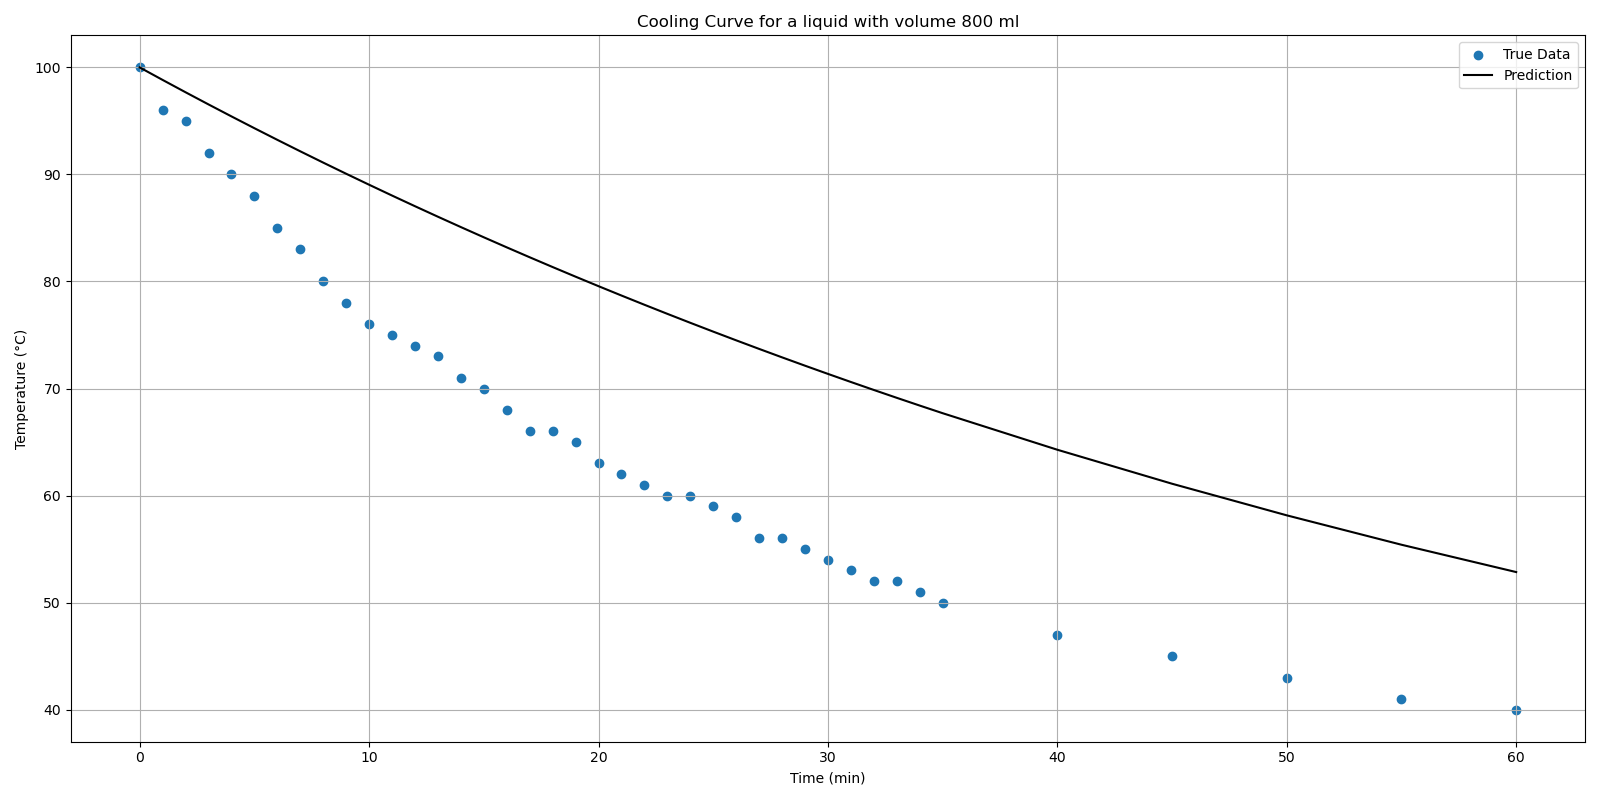 Cooling Curve for a liquid with volume 800 ml
True Data
Prediction
100
90
80
70
60
50
40
Temperature (°C)
0 10 20 30 40 50 60
Time (min)